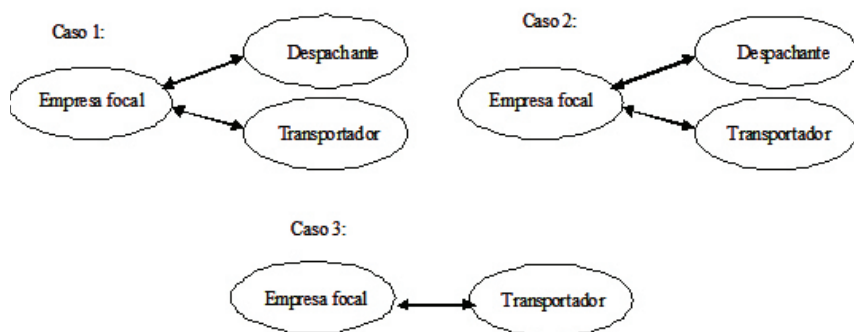 Caso 1:
Despachante
Empresa focal
Transportador
Caso 2:
Despachante
Empresa focal
Transportador
Caso 3:
Empresa focal
Transportador